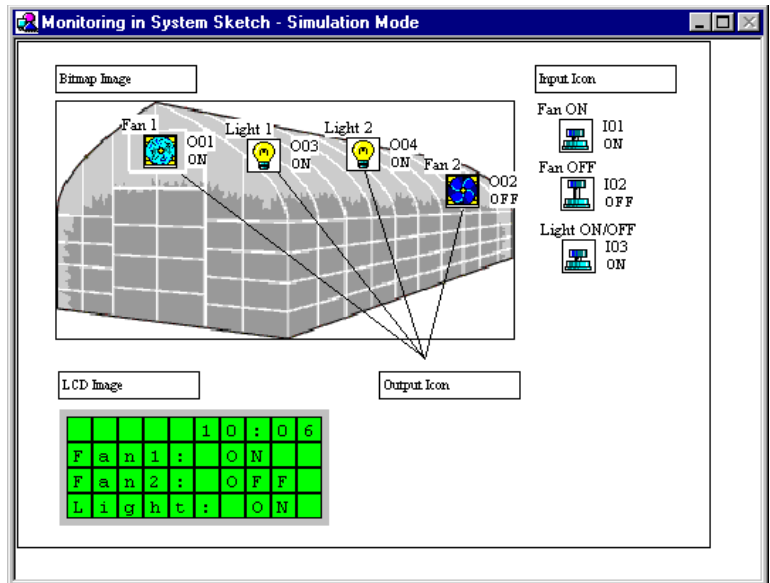 Monitoring in System Sketch - Simulation Mode
Bitmap Image
Input Icon
Fan 1
O01
ON
Light 1
O03
ON
Light 2
O04
ON
Fan 2
O02
OFF
Fan ON
I01
ON
Fan OFF
I02
OFF
Light ON/OFF
I03
ON
LCD Image
Output Icon
10:06
Fan1: ON
Fan2: OFF
Light: ON